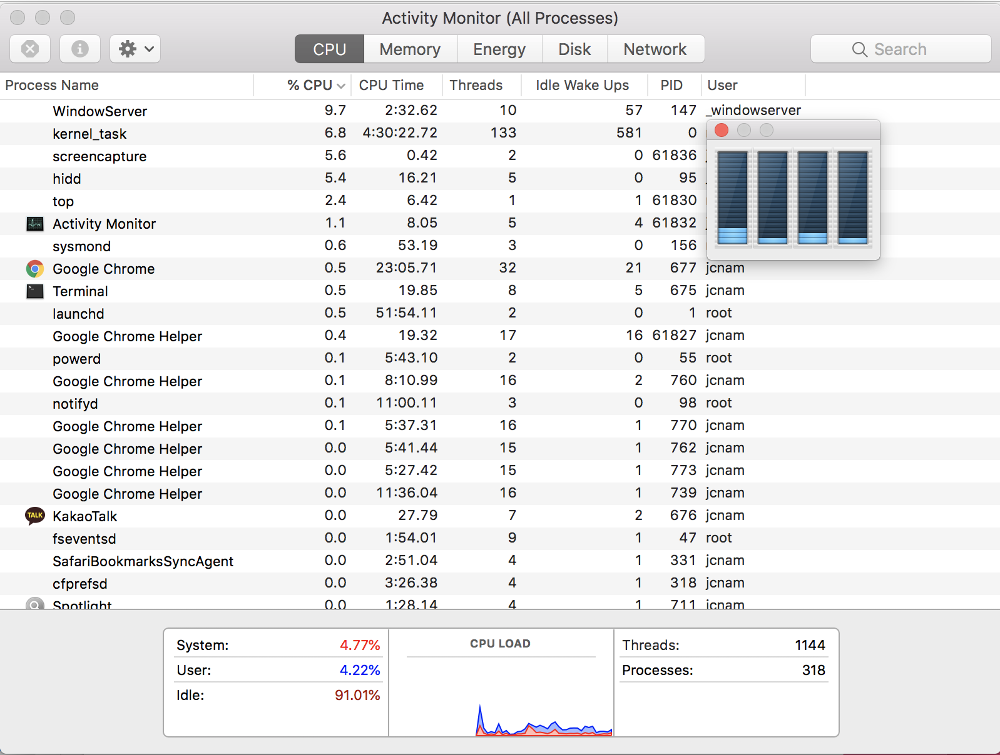 Activity Monitor (All Processes)
CPU Memory Energy Disk Network Search
Process Name % CPU CPU Time Threads Idle Wake Ups PID User
WindowServer 9.7 2:32.62 10 57 147 _windowserver
kernel_task 6.8 4:30:22.72 133 581 0
screencapture 5.6 0.42 2 0 61836
hidd 5.4 16.21 5 0 95
top 2.4 6.42 1 1 61830
Activity Monitor 1.1 8.05 5 4 61832
sysmond 0.6 53.19 3 0 156
Google Chrome 0.5 23:05.71 32 21 677 jcnam
Terminal 0.5 19.85 8 5 675 jcnam
launchd 0.5 51:54.11 2 0 1 root
Google Chrome Helper 0.4 19.32 17 16 61827 jcnam
powerd 0.1 5:43.10 2 0 55 root
Google Chrome Helper 0.1 8:10.99 16 2 760 jcnam
notifyd 0.1 11:00.11 3 0 98 root
Google Chrome Helper 0.1 5:37.31 16 1 770 jcnam
Google Chrome Helper 0.0 5:41.44 15 1 762 jcnam
Google Chrome Helper 0.0 5:27.42 15 1 773 jcnam
Google Chrome Helper 0.0 11:36.04 16 1 739 jcnam
TALK KakaoTalk 0.0 27.79 7 2 676 jcnam
fseventsd 0.0 1:54.01 9 1 47 root
SafariBookmarksSyncAgent 0.0 2:51.04 4 1 331 jcnam
cfprefsd 0.0 3:26.38 4 1 318 jcnam
Spotlight 0.0 1:28.14 4 1 711 jcnam
System: 4.77% CPU LOAD Threads: 1144
User: 4.22% Processes: 318
Idle: 91.01%